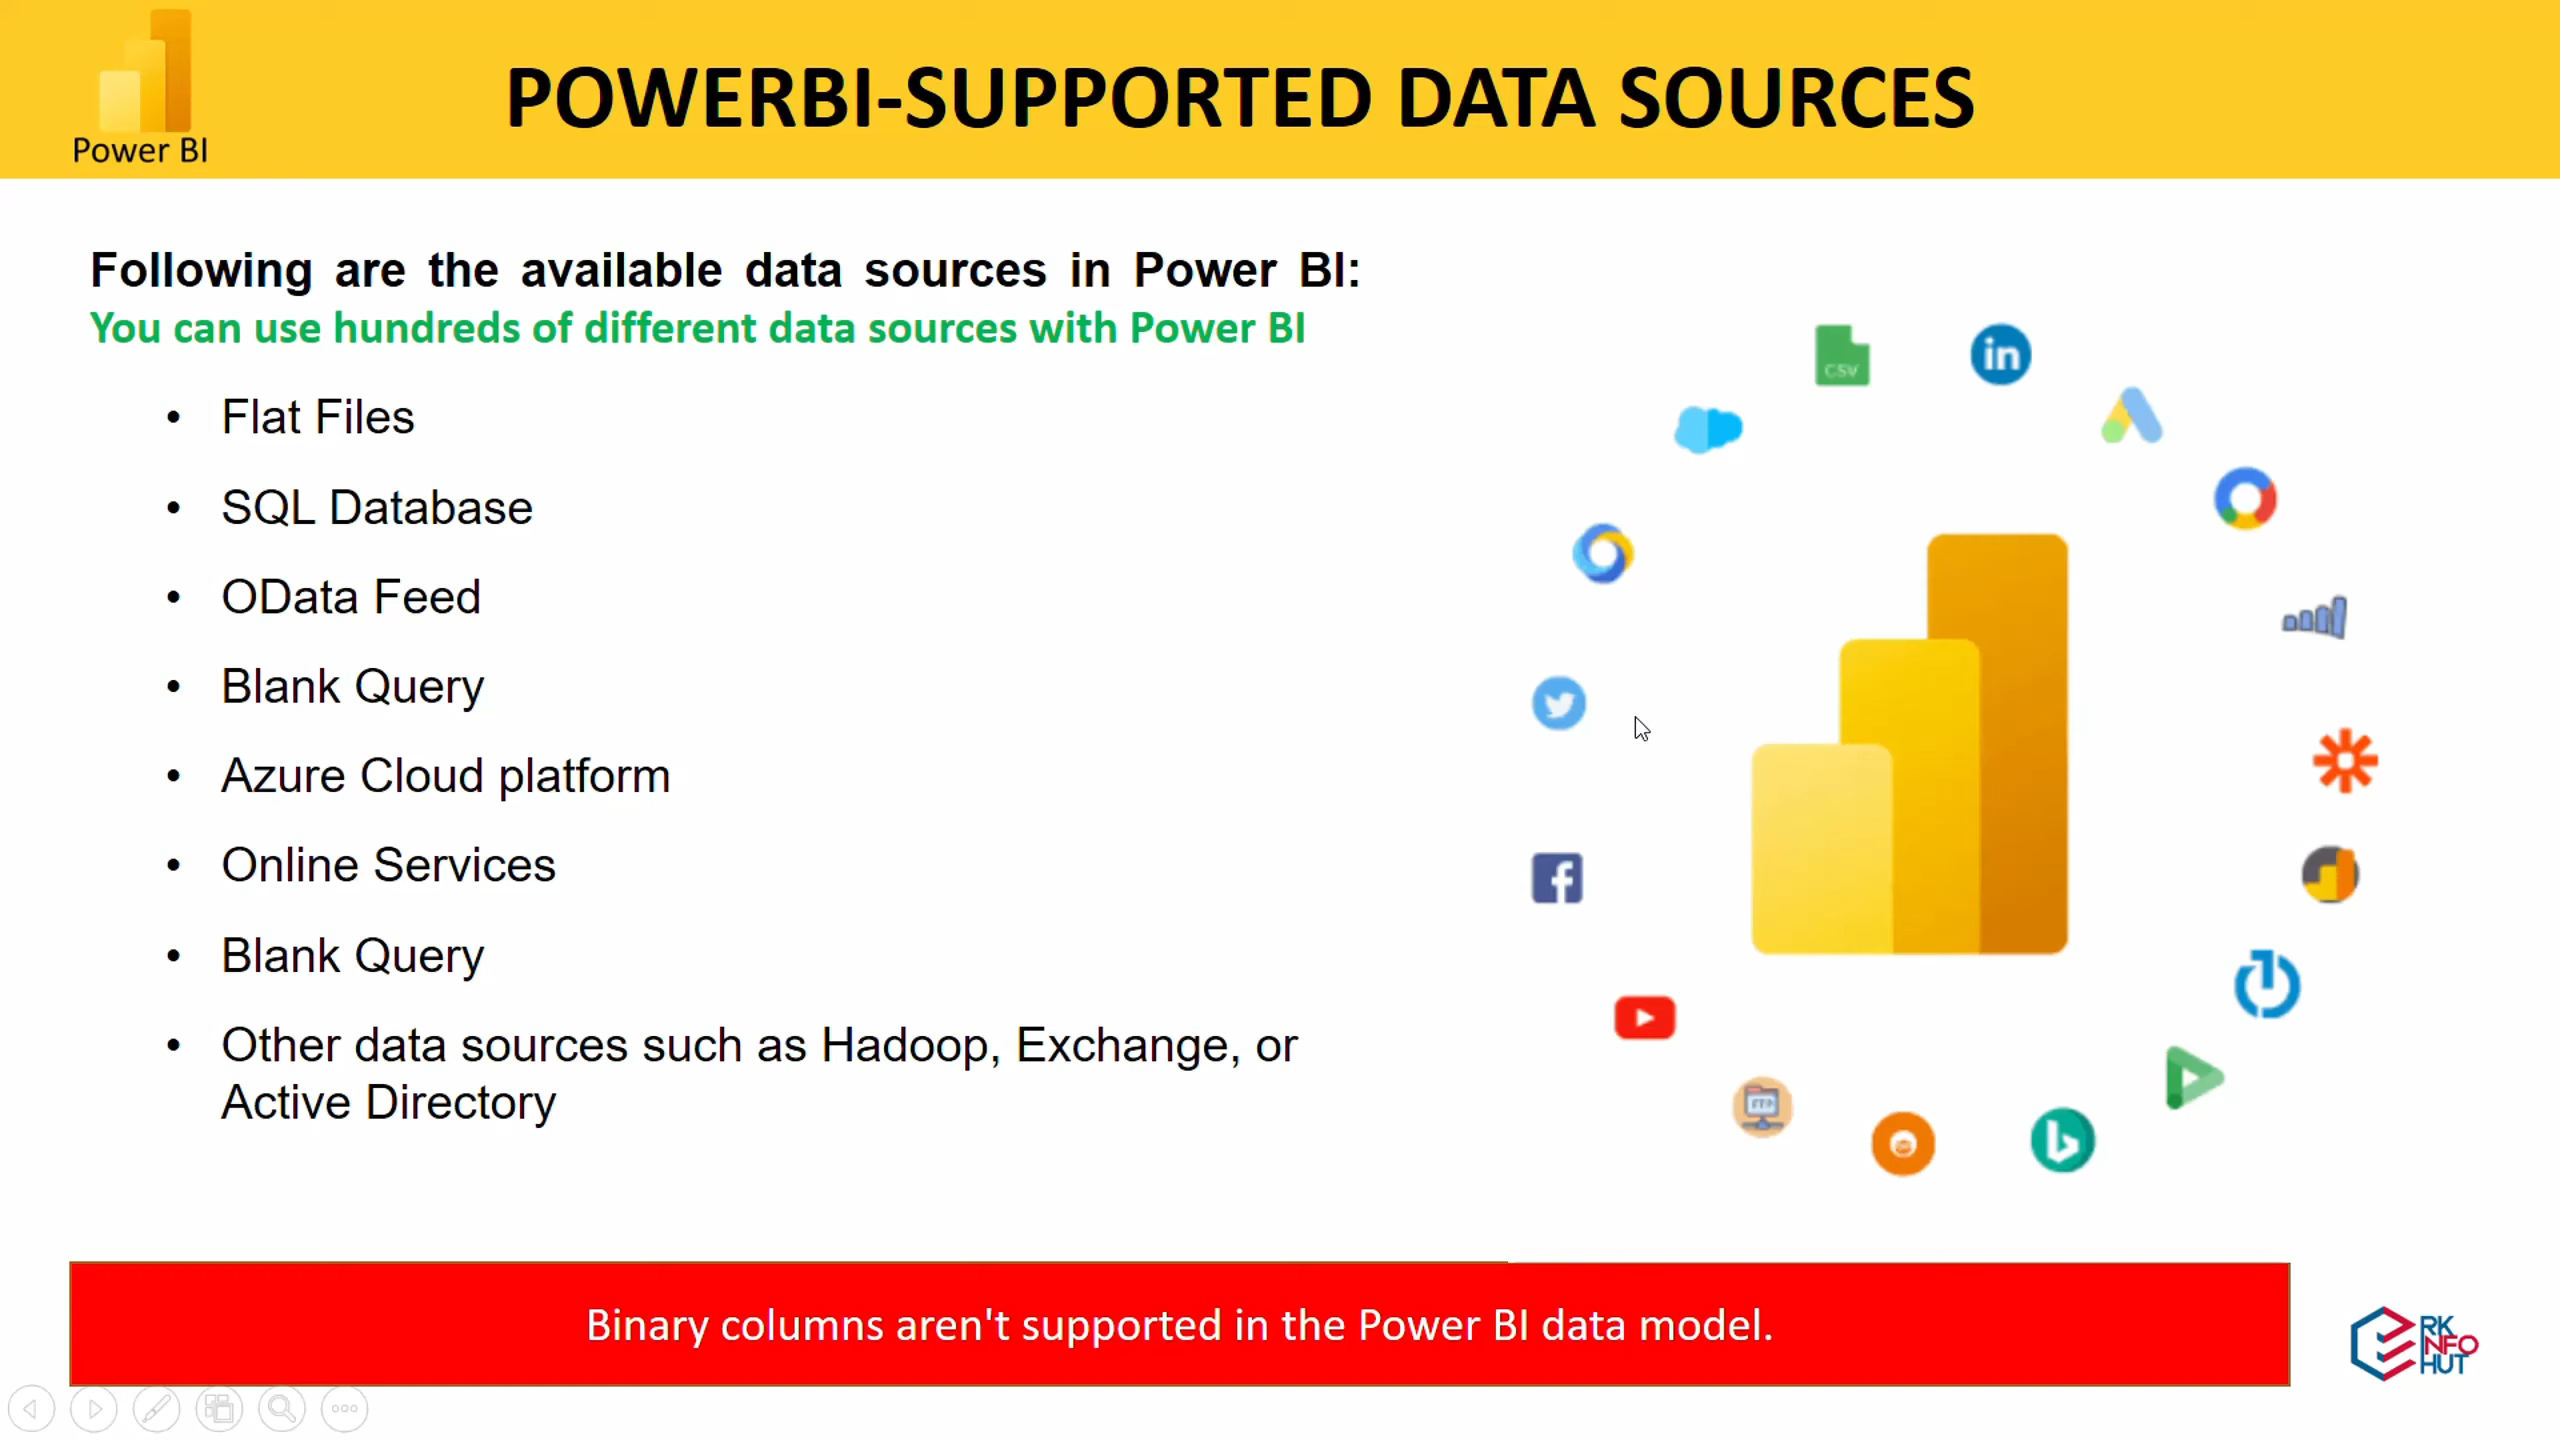 Power BI
POWERBI-SUPPORTED DATA SOURCES
Following are the available data sources in Power BI:
You can use hundreds of different data sources with Power BI
• Flat Files
• SQL Database
• OData Feed
• Blank Query
• Azure Cloud platform
• Online Services
• Blank Query
• Other data sources such as Hadoop, Exchange, or
Active Directory
CSV
in
f
FTP
b
Binary columns aren't supported in the Power BI data model.
RK
INFO
HUT